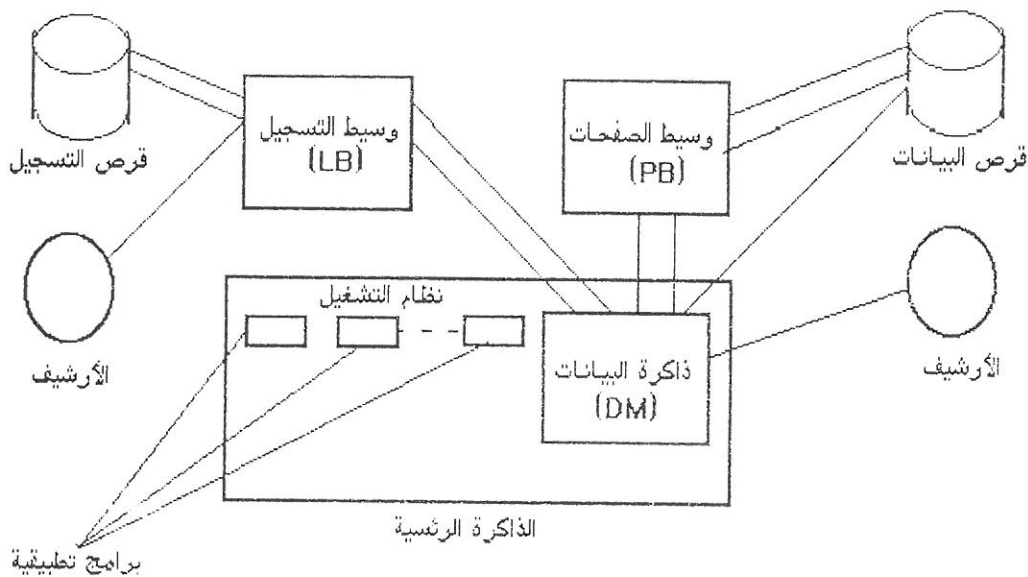 وسيط التسجيل
(LB)
وسيط الصفحات
(PB)
قرص التسجيل
قرص البيانات
نظام التشغيل
ذاكرة البيانات
(DM)
الأرشيف
الأرشيف
الذاكرة الرئسية
برامج تطبيقية